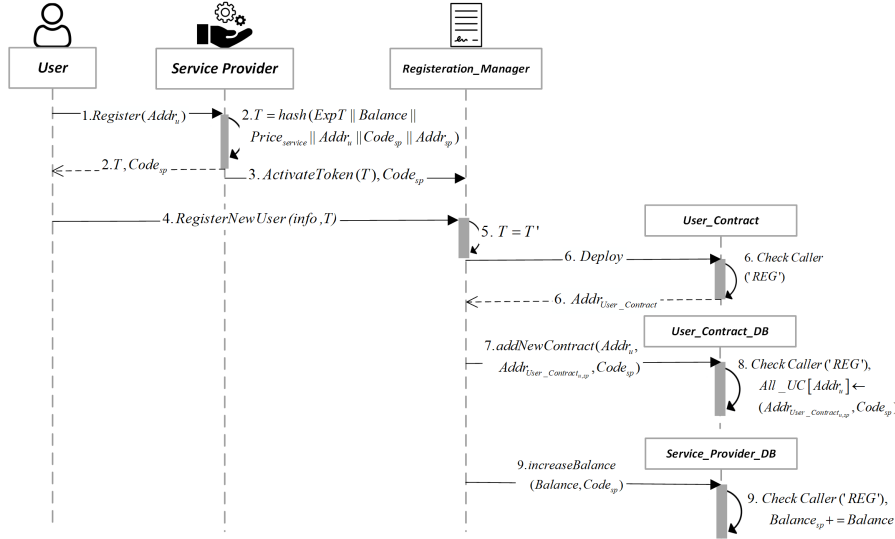 User
Service Provider
Registeration_Manager
1.Register(Addr_u)
2.T = hash(ExpT || Balance ||
Price_service || Addr_u || Code_sp || Addr_sp)
2.T, Code_sp
3. ActivateToken(T), Code_sp
4. RegisterNewUser(info,T)
5. T = T'
User_Contract
6. Deploy
6. Check Caller
('REG')
6. Addr_User_Contract
User_Contract_DB
7.addNewContract(Addr_u,
Addr_User_Contract_u,sp, Code_sp)
8. Check Caller('REG'),
All_UC[Addr_u] ←
(Addr_User_Contract_u,sp, Code_sp)
Service_Provider_DB
9.increaseBalance
(Balance,Code_sp)
9. Check Caller('REG'),
Balance_sp + = Balance